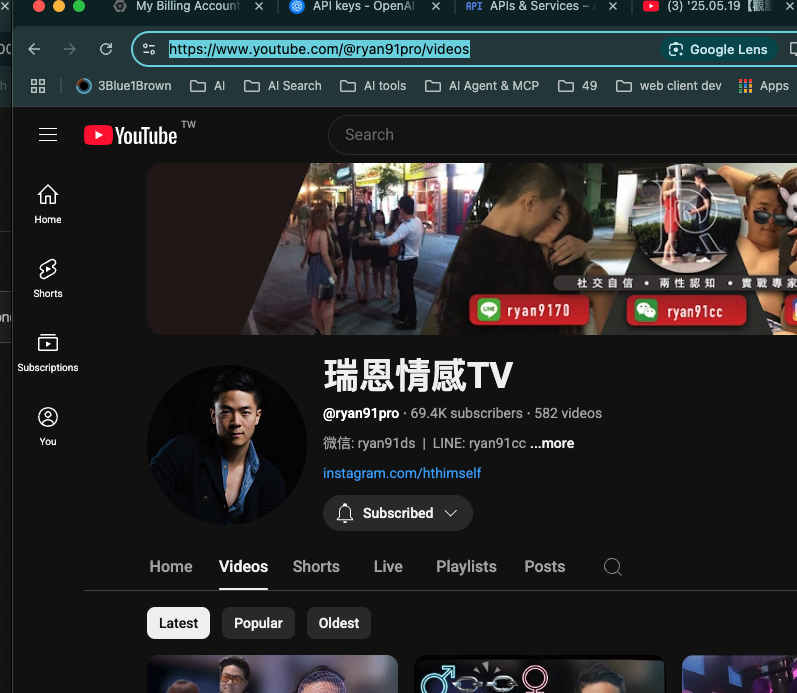 My Billing Account
API keys - OpenAI
API
APIs & Services –
(3) '25.05.19【觀
https://www.youtube.com/@ryan91pro/videos
Google Lens
3Blue1Brown
AI
AI Search
AI tools
AI Agent & MCP
49
web client dev
Apps
YouTube TW
Search
Home
Shorts
Subscriptions
You
社交自信 • 兩性認知 • 實戰專家
LINE ryan9170
ryan91cc
瑞恩情感TV
@ryan91pro · 69.4K subscribers · 582 videos
微信: ryan91ds | LINE: ryan91cc ...more
instagram.com/hthimself
Subscribed
Home Videos Shorts Live Playlists Posts
Latest Popular Oldest